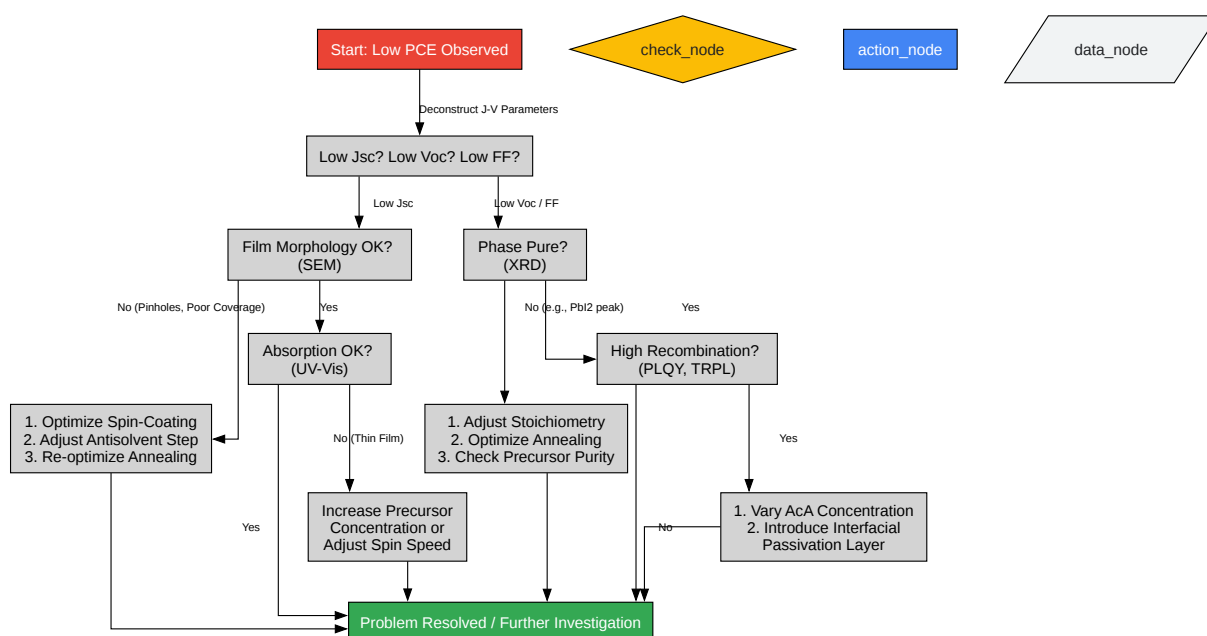 Start: Low PCE Observed
check_node
action_node
data_node
Deconstruct J-V Parameters
Low Jsc? Low Voc? Low FF?
Low Jsc
Low Voc / FF
Film Morphology OK?
(SEM)
Phase Pure?
(XRD)
No (Pinholes, Poor Coverage)
Yes
No (e.g., PbI2 peak)
Yes
Absorption OK?
(UV-Vis)
High Recombination?
(PLQY, TRPL)
1. Optimize Spin-Coating
2. Adjust Antisolvent Step
3. Re-optimize Annealing
No (Thin Film)
1. Adjust Stoichiometry
2. Optimize Annealing
3. Check Precursor Purity
Yes
Yes
Increase Precursor
Concentration or
Adjust Spin Speed
No
1. Vary AcA Concentration
2. Introduce Interfacial
Passivation Layer
Problem Resolved / Further Investigation